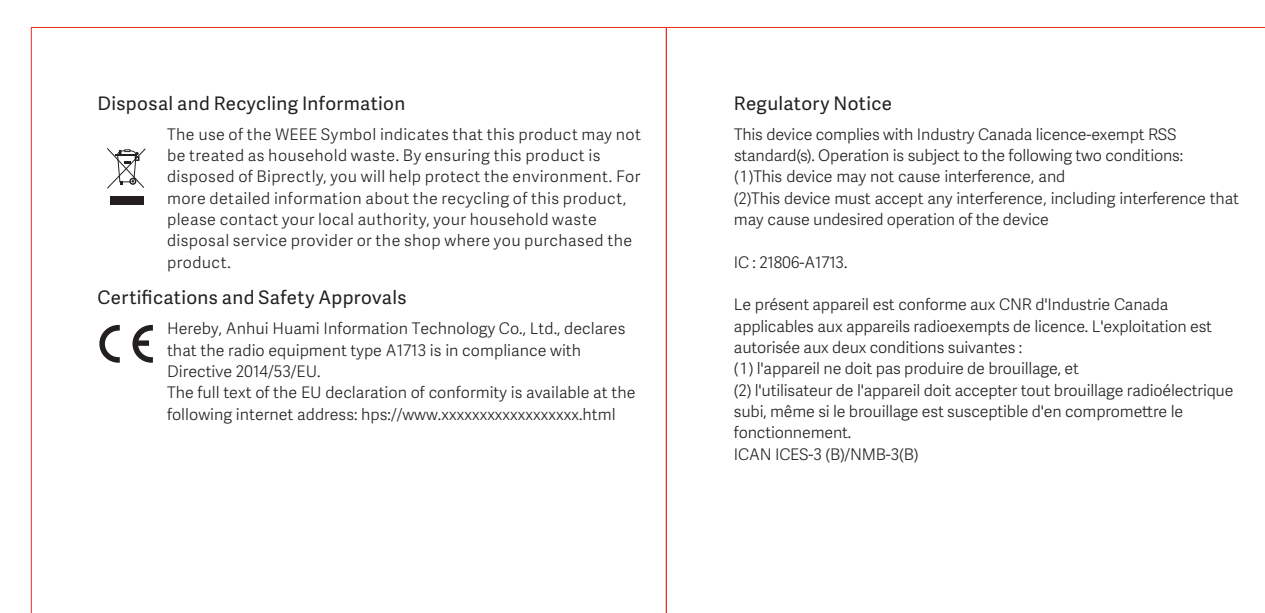 Disposal and Recycling Information
The use of the WEEE Symbol indicates that this product may not
be treated as household waste. By ensuring this product is
disposed of Biprectly, you will help protect the environment. For
more detailed information about the recycling of this product,
please contact your local authority, your household waste
disposal service provider or the shop where you purchased the
product.
Certifications and Safety Approvals
CE
Hereby, Anhui Huami Information Technology Co., Ltd., declares
that the radio equipment type A1713 is in compliance with
Directive 2014/53/EU.
The full text of the EU declaration of conformity is available at the
following internet address: hps://www.xxxxxxxxxxxxxxxxxx.html
Regulatory Notice
This device complies with Industry Canada licence-exempt RSS
standard(s). Operation is subject to the following two conditions:
(1)This device may not cause interference, and
(2)This device must accept any interference, including interference that
may cause undesired operation of the device
IC : 21806-A1713.
Le présent appareil est conforme aux CNR d'Industrie Canada
applicables aux appareils radioexempts de licence. L'exploitation est
autorisée aux deux conditions suivantes :
(1) l'appareil ne doit pas produire de brouillage, et
(2) l'utilisateur de l'appareil doit accepter tout brouillage radioélectrique
subi, même si le brouillage est susceptible d'en compromettre le
fonctionnement.
ICAN ICES-3 (B)/NMB-3(B)